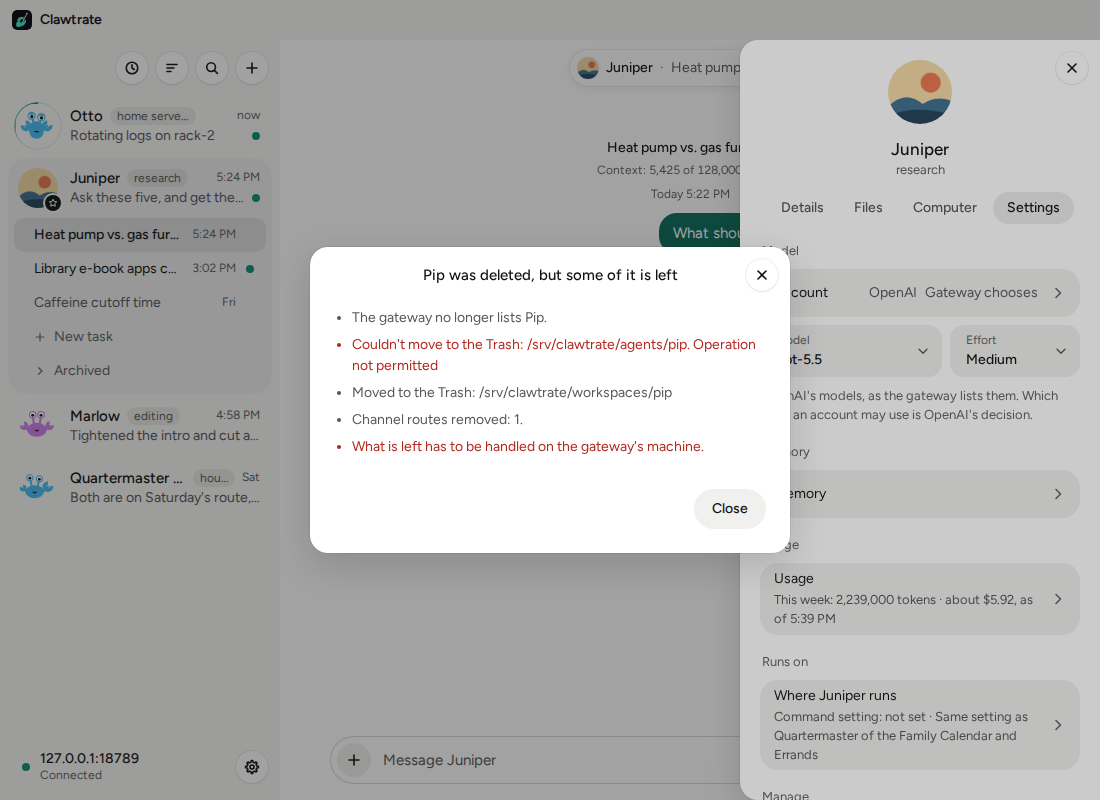 Clawtrate
Otto home serve... now
Rotating logs on rack-2
Juniper research 5:24 PM
Ask these five, and get the...
Heat pump vs. gas fur... 5:24 PM
Library e-book apps c... 3:02 PM
Caffeine cutoff time Fri
New task
Archived
Marlow editing 4:58 PM
Tightened the intro and cut a...
Quartermaster ... hou... Sat
Both are on Saturday's route,...
127.0.0.1:18789
Connected
Juniper · Heat pump
Heat pump vs. gas fur
Context: 5,425 of 128,000
Today 5:22 PM
What shou
Message Juniper
Pip was deleted, but some of it is left
The gateway no longer lists Pip.
Couldn't move to the Trash: /srv/clawtrate/agents/pip. Operation
not permitted
Moved to the Trash: /srv/clawtrate/workspaces/pip
Channel routes removed: 1.
What is left has to be handled on the gateway's machine.
Close
Juniper
research
Details Files Computer Settings
OpenAI Gateway chooses
Effort
Medium
models, as the gateway lists them. Which
an account may use is OpenAI's decision.
Usage
This week: 2,239,000 tokens · about $5.92, as
of 5:39 PM
Runs on
Where Juniper runs
Command setting: not set · Same setting as
Quartermaster of the Family Calendar and
Errands
Manage